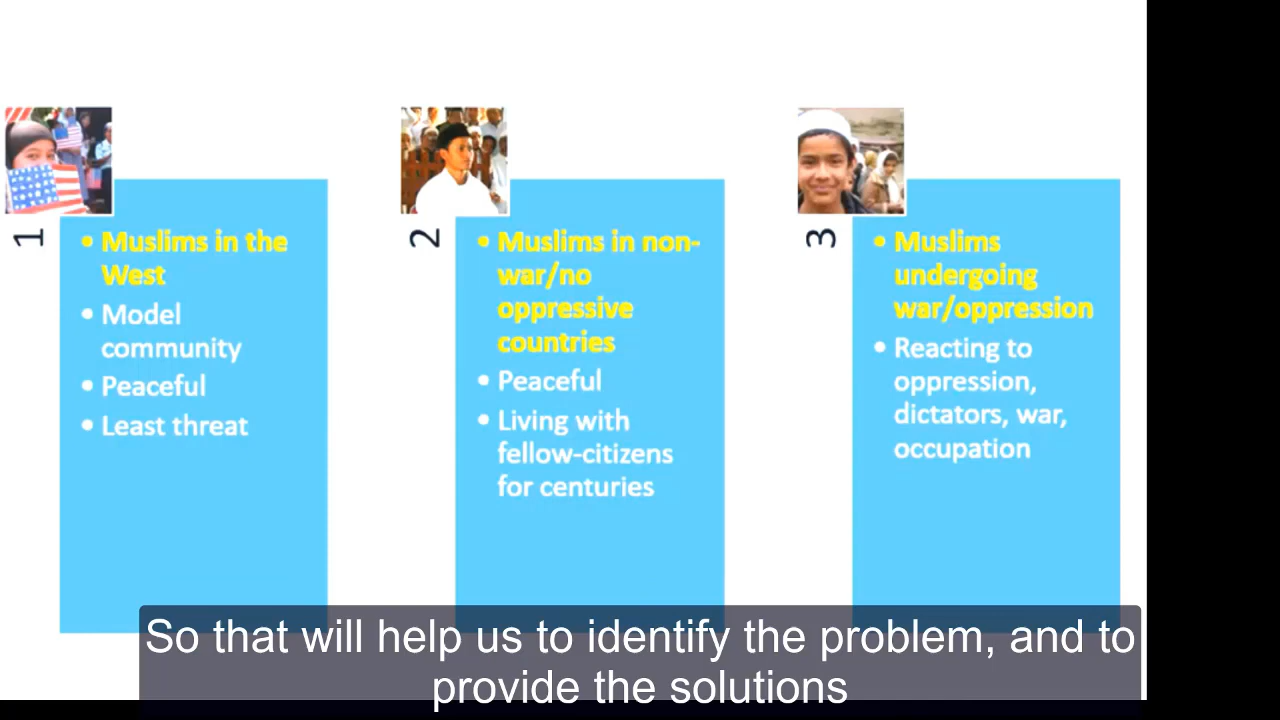 1
• Muslims in the
West
• Model
community
• Peaceful
• Least threat
2
• Muslims in non-
war/no
oppressive
countries
• Peaceful
• Living with
fellow-citizens
for centuries
3
• Muslims
undergoing
war/oppression
• Reacting to
oppression,
dictators, war,
occupation
So that will help us to identify the problem, and to
provide the solutions